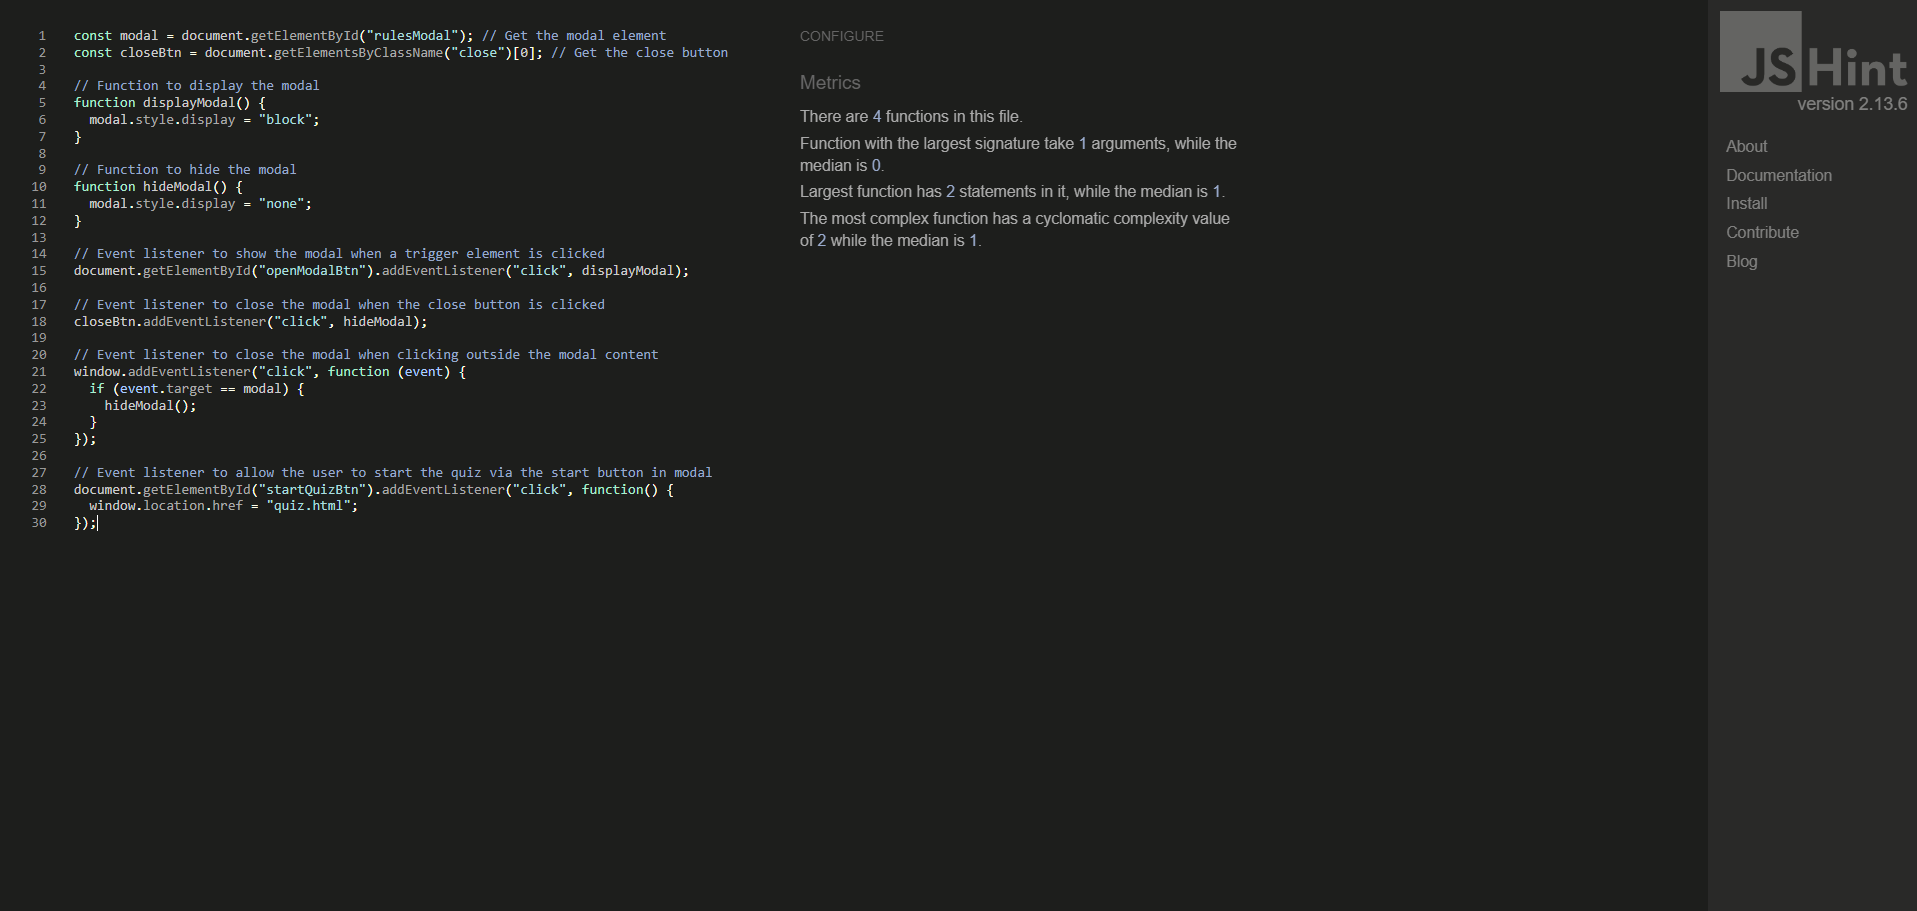 1 const modal = document.getElementById("rulesModal"); // Get the modal element
2 const closeBtn = document.getElementsByClassName("close")[0]; // Get the close button
3
4 // Function to display the modal
5 function displayModal() {
6   modal.style.display = "block";
7 }
8
9 // Function to hide the modal
10 function hideModal() {
11   modal.style.display = "none";
12 }
13
14 // Event listener to show the modal when a trigger element is clicked
15 document.getElementById("openModalBtn").addEventListener("click", displayModal);
16
17 // Event listener to close the modal when the close button is clicked
18 closeBtn.addEventListener("click", hideModal);
19
20 // Event listener to close the modal when clicking outside the modal content
21 window.addEventListener("click", function (event) {
22   if (event.target == modal) {
23     hideModal();
24   }
25 });
26
27 // Event listener to allow the user to start the quiz via the start button in modal
28 document.getElementById("startQuizBtn").addEventListener("click", function() {
29   window.location.href = "quiz.html";
30 });
CONFIGURE
Metrics
There are 4 functions in this file.
Function with the largest signature take 1 arguments, while the
median is 0.
Largest function has 2 statements in it, while the median is 1.
The most complex function has a cyclomatic complexity value
of 2 while the median is 1.
JSHint
version 2.13.6
About
Documentation
Install
Contribute
Blog